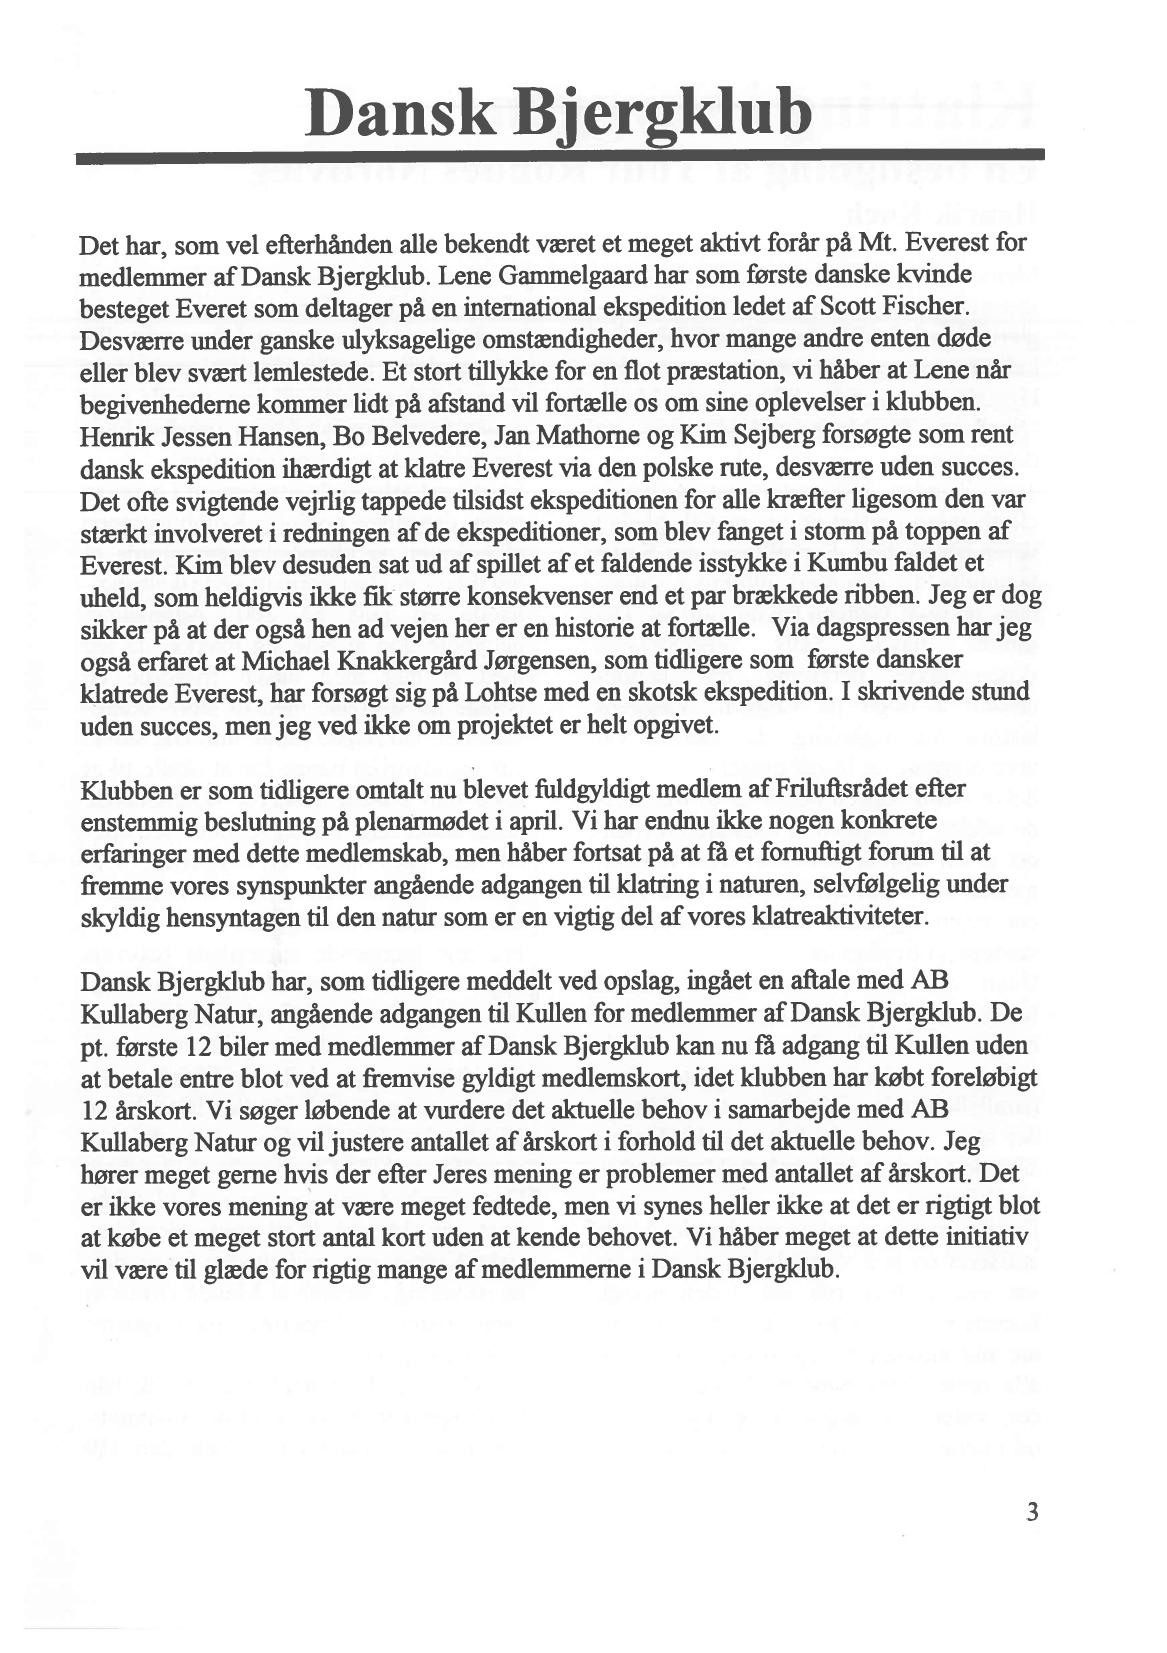 Dansk Bjergklub
Det har, som vel efterhånden alle bekendt været et meget aktivt forår på Mt. Everest for
medlemmer af Dansk Bjergklub. Lene Gammelgaard har som første danske kvinde
besteget Everet som deltager på en international ekspedition ledet af Scott Fischer.
Desværre under ganske ulyksagelige omstændigheder, hvor mange andre enten døde
eller blev svært lemlestede. Et stort tillykke for en flot præstation, vi håber at Lene når
begivenhederne kommer lidt på afstand vil fortælle os om sine oplevelser i klubben.
Henrik Jessen Hansen, Bo Belvedere, Jan Mathorne og Kim Sejberg forsøgte som rent
dansk ekspedition ihærdigt at klatre Everest via den polske rute, desværre uden succes.
Det ofte svigtende vejrlig tappede tilsidst ekspeditionen for alle kræfter ligesom den var
stærkt involveret i redningen af de ekspeditioner, som blev fanget i storm på toppen af
Everest. Kim blev desuden sat ud af spillet af et faldende isstykke i Kumbu faldet et
uheld, som heldigvis ikke fik større konsekvenser end et par brækkede ribben. Jeg er dog
sikker på at der også hen ad vejen her er en historie at fortælle. Via dagspressen har jeg
også erfaret at Michael Knakkergård Jørgensen, som tidligere som første dansker
klatrede Everest, har forsøgt sig på Lohtse med en skotsk ekspedition. I skrivende stund
uden succes, men jeg ved ikke om projektet er helt opgivet.
Klubben er som tidligere omtalt nu blevet fuldgyldigt medlem af Friluftsrådet efter
enstemmig beslutning på plenarmødet i april. Vi har endnu ikke nogen konkrete
erfaringer med dette medlemskab, men håber fortsat på at få et fornuftigt forum til at
fremme vores synspunkter angående adgangen til klatring i naturen, selvfølgelig under
skyldig hensyntagen til den natur som er en vigtig del af vores klatreaktiviteter.
Dansk Bjergklub har, som tidligere meddelt ved opslag, ingået en aftale med AB
Kullaberg Natur, angående adgangen til Kullen for medlemmer af Dansk Bjergklub. De
pt. første 12 biler med medlemmer af Dansk Bjergklub kan nu få adgang til Kullen uden
at betale entre blot ved at fremvise gyldigt medlemskort, idet klubben har købt foreløbigt
12 årskort. Vi søger løbende at vurdere det aktuelle behov i samarbejde med AB
Kullaberg Natur og vil justere antallet af årskort i forhold til det aktuelle behov. Jeg
hører meget gerne hvis der efter Jeres mening er problemer med antallet af årskort. Det
er ikke vores mening at være meget fedtede, men vi synes heller ikke at det er rigtigt blot
at købe et meget stort antal kort uden at kende behovet. Vi håber meget at dette initiativ
vil være til glæde for rigtig mange af medlemmerne i Dansk Bjergklub.
3